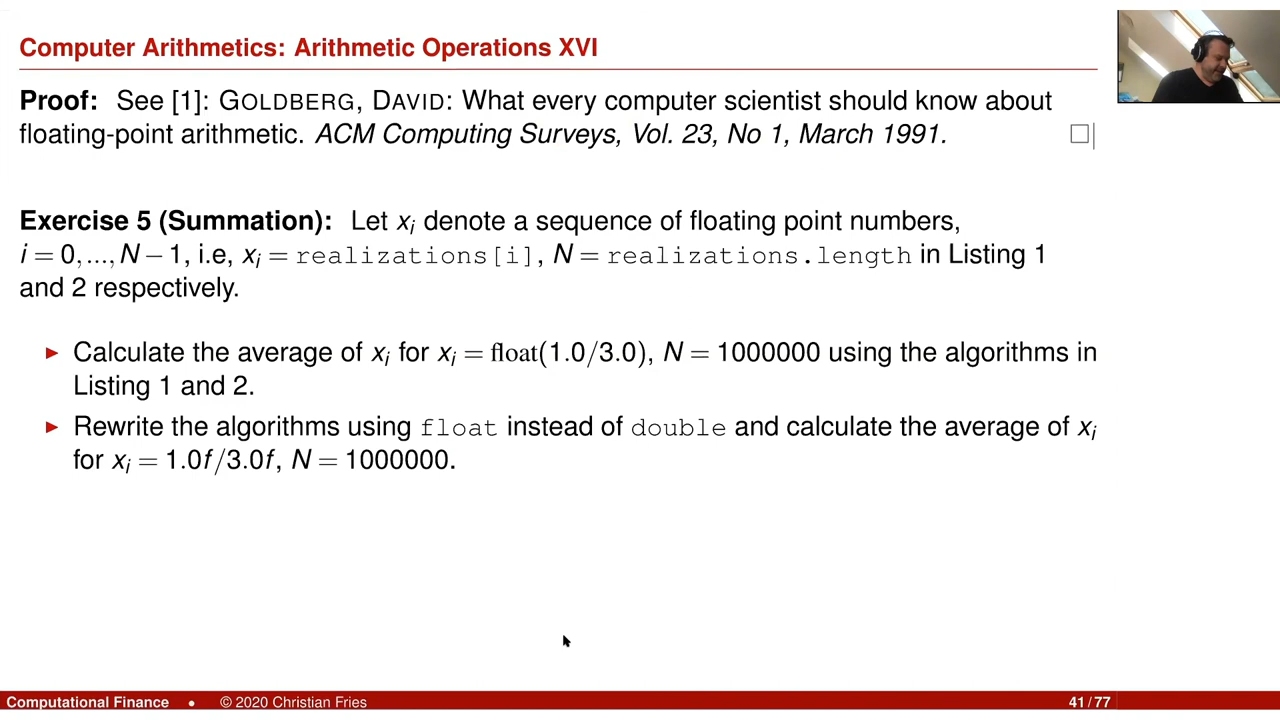 Computer Arithmetics: Arithmetic Operations XVI
Proof: See [1]: GOLDBERG, DAVID: What every computer scientist should know about
floating-point arithmetic. ACM Computing Surveys, Vol. 23, No 1, March 1991. □
Exercise 5 (Summation): Let xᵢ denote a sequence of floating point numbers,
i = 0,...,N − 1, i.e, xᵢ = realizations[i], N = realizations.length in Listing 1
and 2 respectively.
► Calculate the average of xᵢ for xᵢ = float(1.0/3.0), N = 1000000 using the algorithms in
Listing 1 and 2.
► Rewrite the algorithms using float instead of double and calculate the average of xᵢ
for xᵢ = 1.0f/3.0f, N = 1000000.
Computational Finance • © 2020 Christian Fries 41 / 77